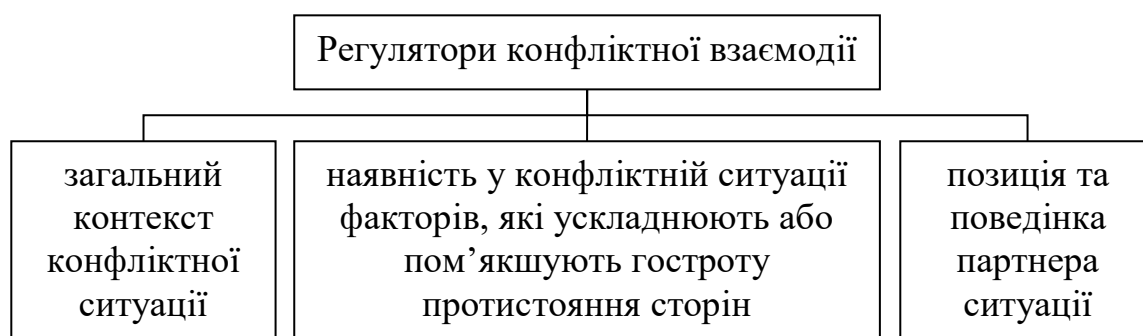 Регулятори конфліктної взаємодії
загальний
контекст
конфліктної
ситуації
наявність у конфліктній ситуації
факторів, які ускладнюють або
пом’якшують гостроту
протистояння сторін
позиція та
поведінка
партнера
ситуації